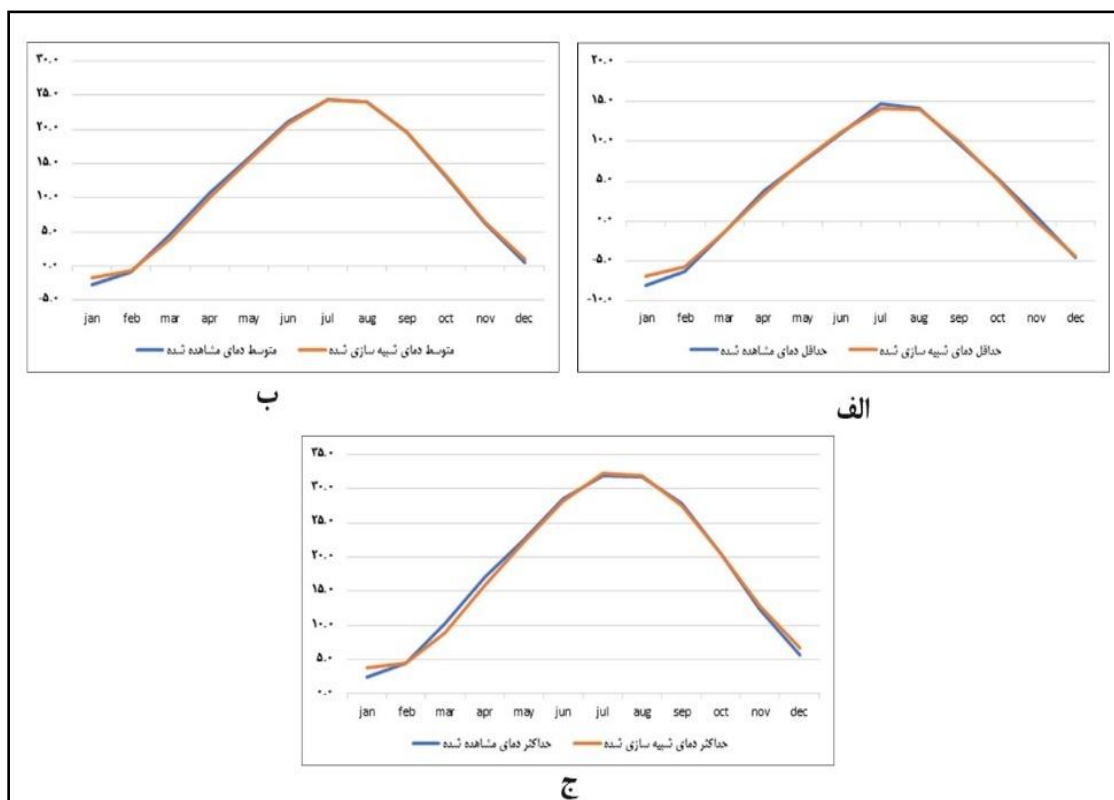 ۲۰.۰
۱۵.۰
۱۰.۰
۵.۰
۰.۰
-۵.۰
-۱۰.۰
jan feb mar apr may jun jul aug sep oct nov dec
حداقل دمای مشاهده شده حداقل دمای شبیه سازی شده
الف
۳۰.۰
۲۵.۰
۲۰.۰
۱۵.۰
۱۰.۰
۵.۰
۰.۰
-۵.۰
jan feb mar apr may jun jul aug sep oct nov dec
متوسط دمای مشاهده شده متوسط دمای شبیه سازی شده
ب
۳۵.۰
۳۰.۰
۲۵.۰
۲۰.۰
۱۵.۰
۱۰.۰
۵.۰
۰.۰
jan feb mar apr may jun jul aug sep oct nov dec
حداکثر دمای مشاهده شده حداکثر دمای شبیه سازی شده
ج